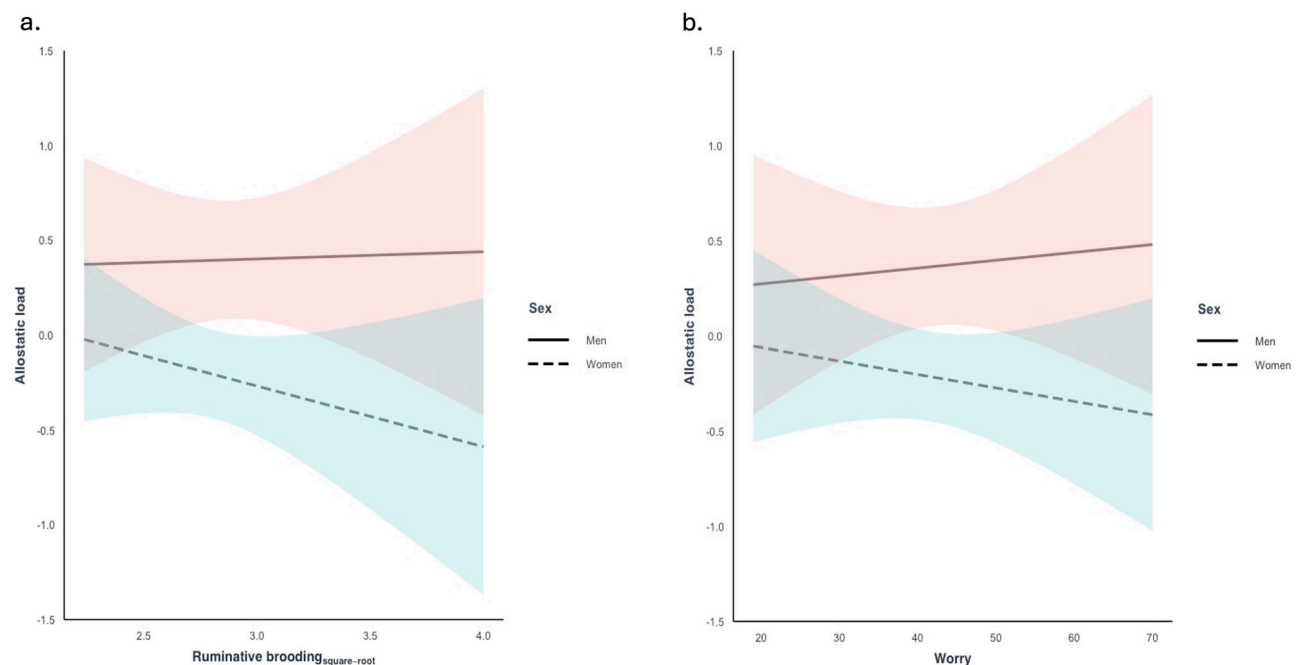 a.
1.5
1.0
0.5
0.0
-0.5
-1.0
-1.5
Allostatic load
2.5 3.0 3.5 4.0
Ruminative brooding square-root
Sex
Men
Women
b.
1.5
1.0
0.5
0.0
-0.5
-1.0
-1.5
Allostatic load
20 30 40 50 60 70
Worry
Sex
Men
Women